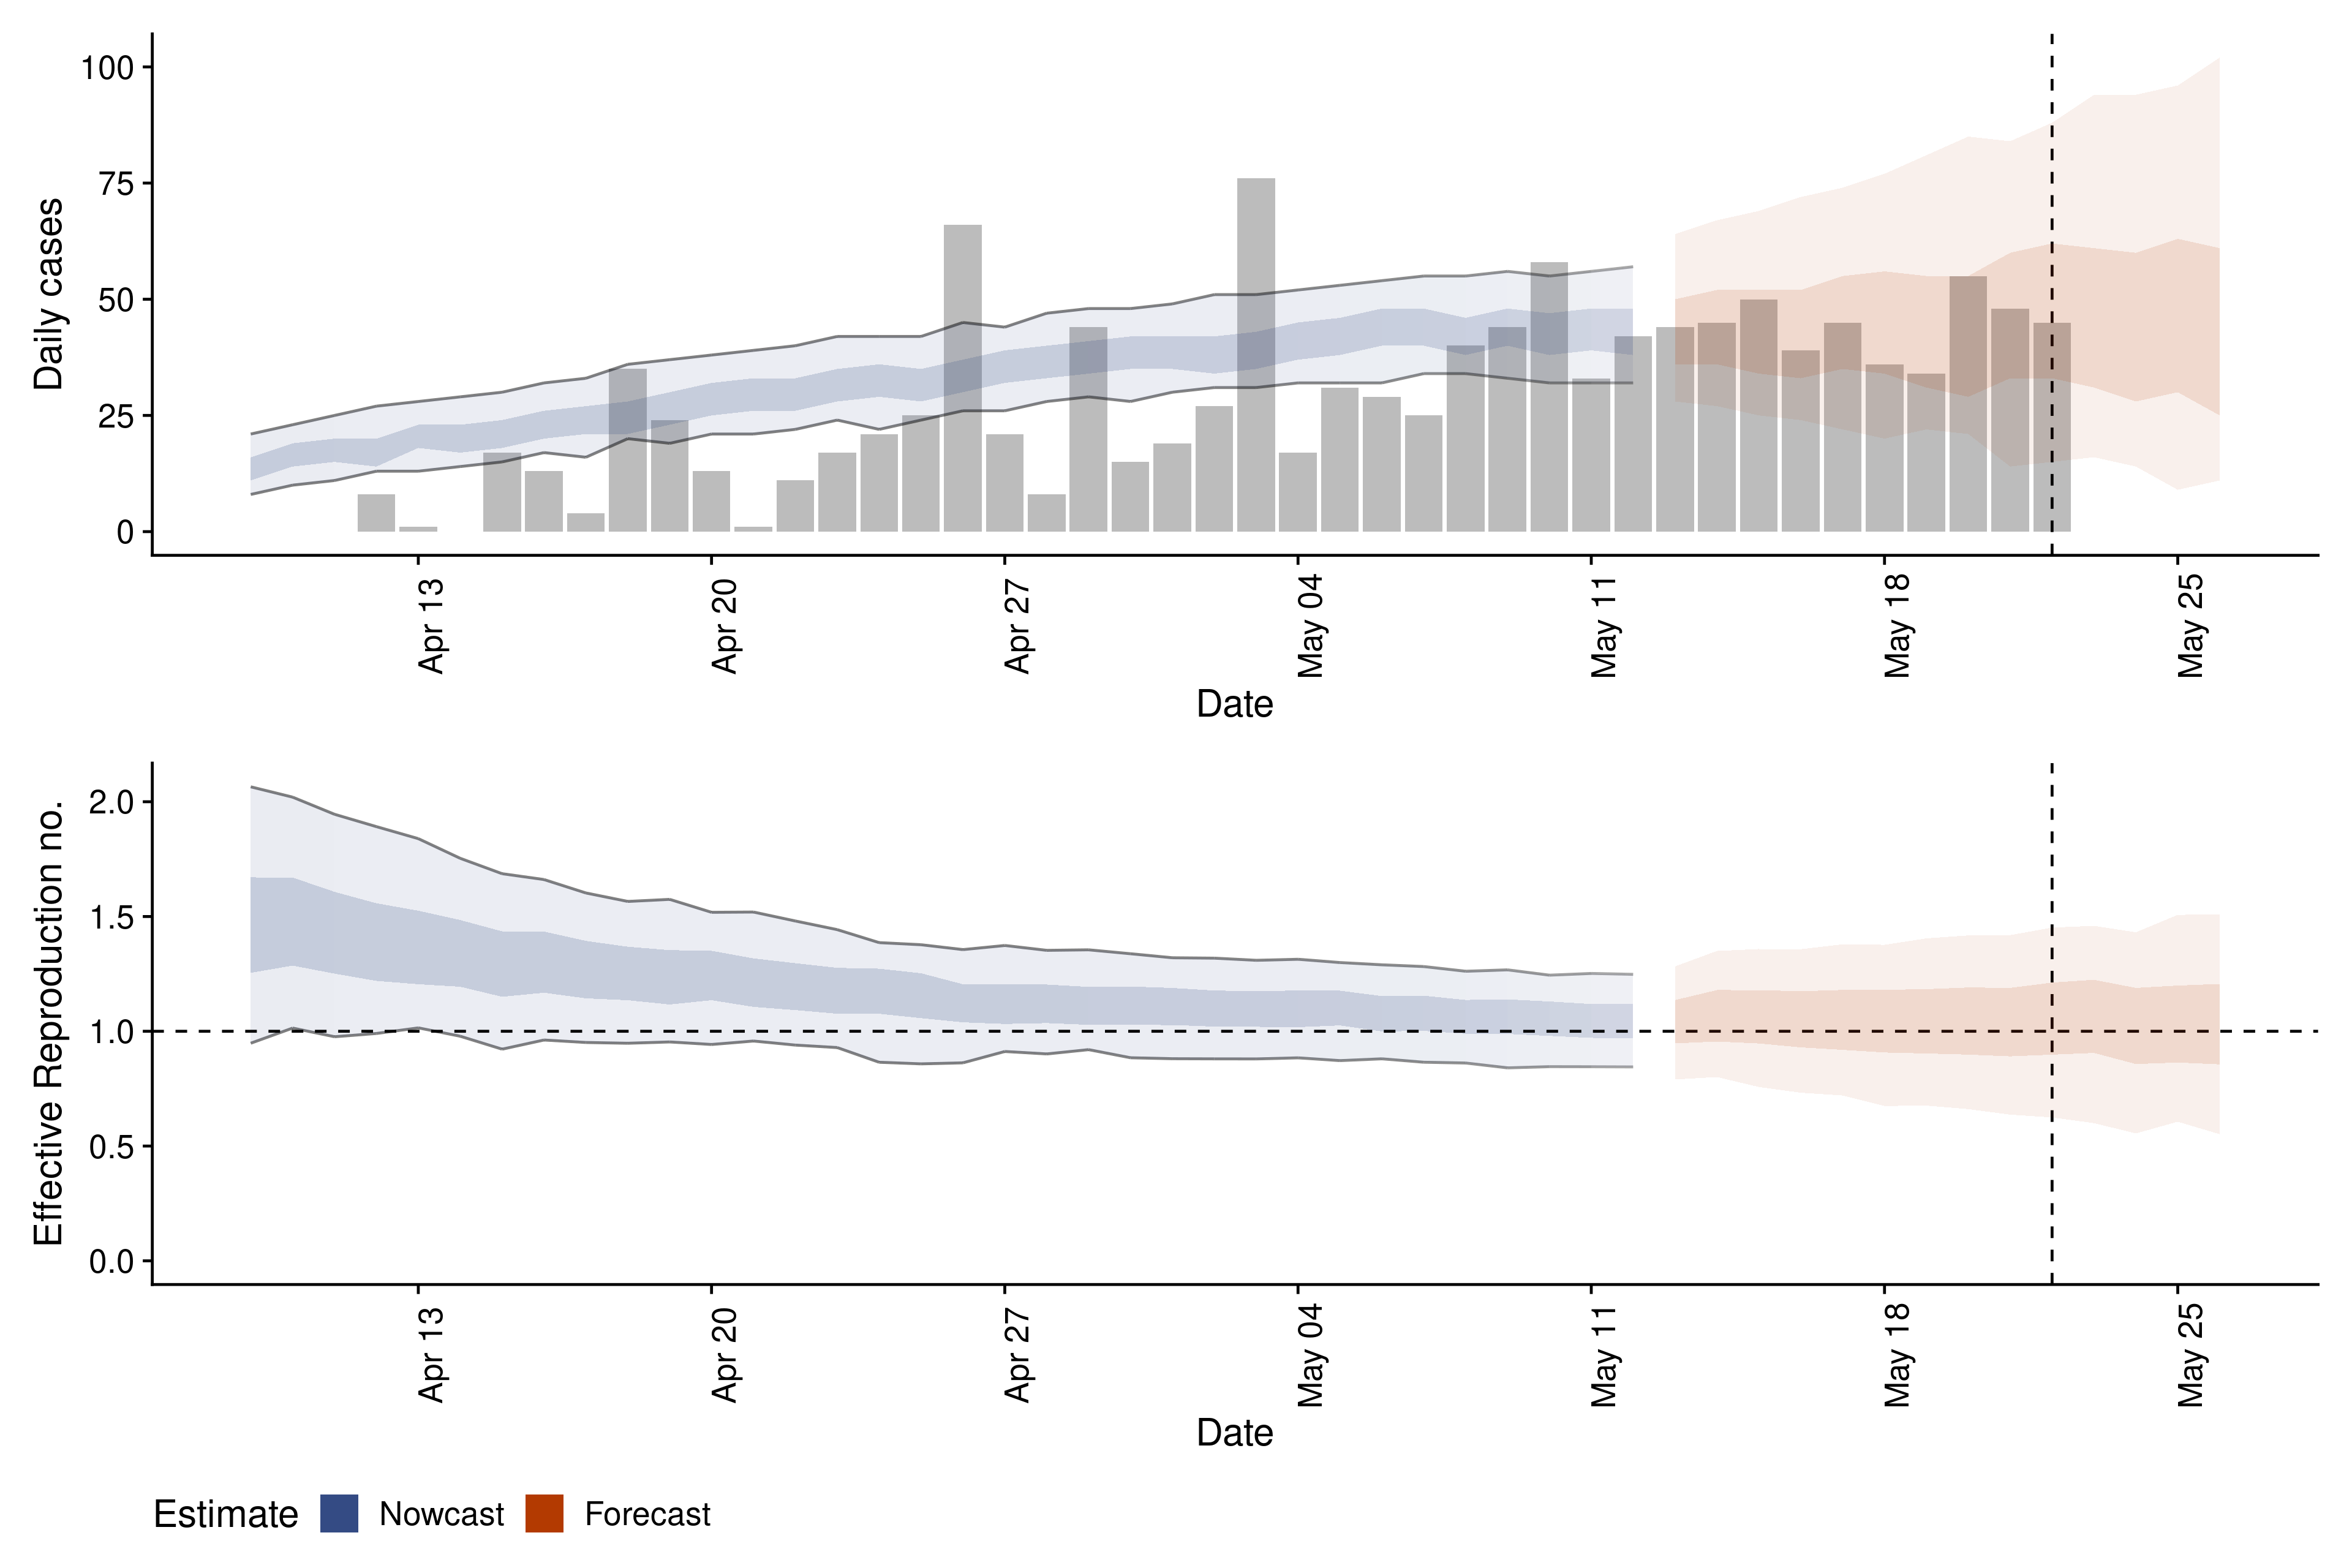 100
75
50
25
0
Daily cases
Apr 13
Apr 20
Apr 27
May 04
May 11
May 18
May 25
Date
2.0
1.5
1.0
0.5
0.0
Effective Reproduction no.
Apr 13
Apr 20
Apr 27
May 04
May 11
May 18
May 25
Date
Estimate Nowcast Forecast